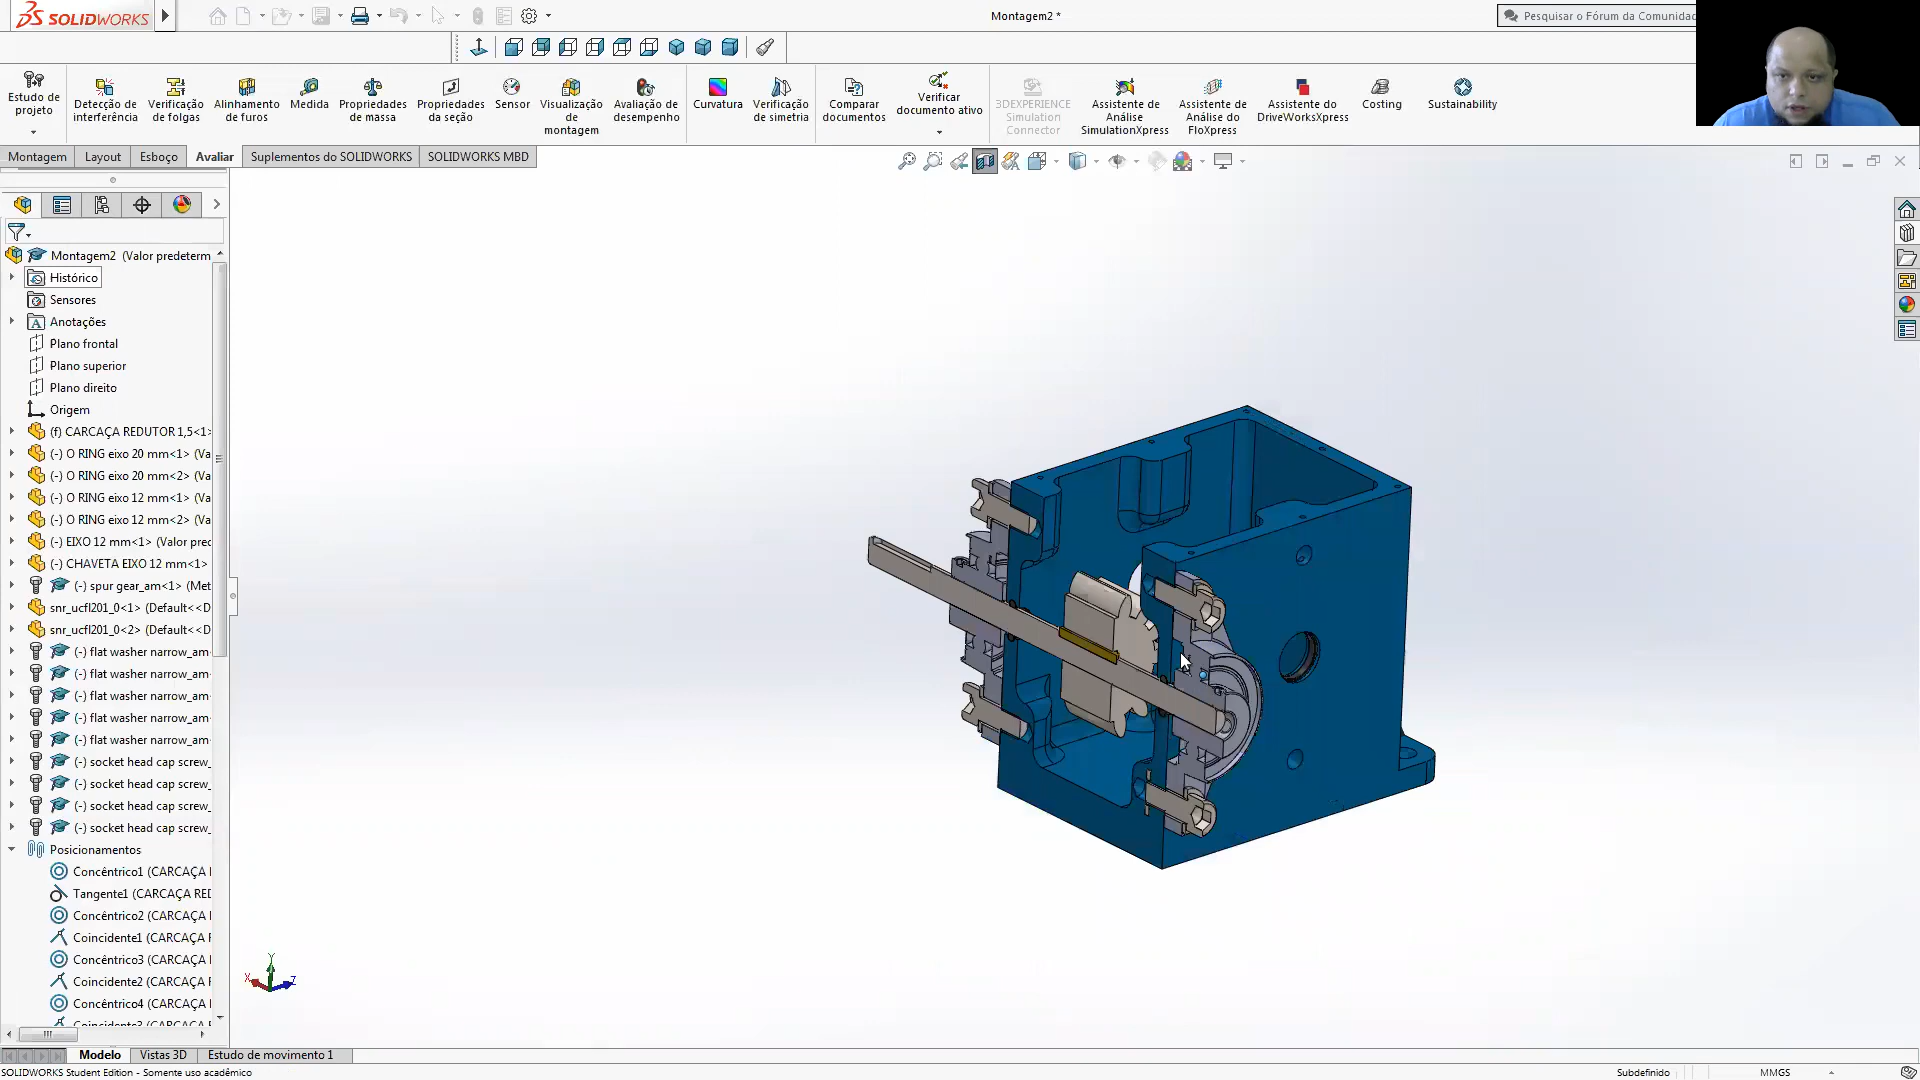 SOLIDWORKS
Montagem2 *
Pesquisar o Fórum da Comunidad
Estudo de
projeto
Detecção de
interferência
Verificação
de folgas
Alinhamento
de furos
Medida
Propriedades
de massa
Propriedades
da seção
Sensor
Visualização
de
montagem
Avaliação de
desempenho
Curvatura
Verificação
de simetria
Comparar
documentos
Verificar
documento ativo
3DEXPERIENCE
Simulation
Connector
Assistente de
Análise
SimulationXpress
Assistente de
Análise do
FloXpress
Assistente do
DriveWorksXpress
Costing
Sustainability
Montagem
Layout
Esboço
Avaliar
Suplementos do SOLIDWORKS
SOLIDWORKS MBD
Montagem2 (Valor predeterm
Histórico
Sensores
Anotações
Plano frontal
Plano superior
Plano direito
Origem
(f) CARCAÇA REDUTOR 1,5<1>
(-) O RING eixo 20 mm<1> (Va
(-) O RING eixo 20 mm<2> (Va
(-) O RING eixo 12 mm<1> (Va
(-) O RING eixo 12 mm<2> (Va
(-) EIXO 12 mm<1> (Valor prec
(-) CHAVETA EIXO 12 mm<1>
(-) spur gear_am<1> (Met
snr_ucfl201_0<1> (Default<<D
snr_ucfl201_0<2> (Default<<D
(-) flat washer narrow_am
(-) flat washer narrow_am
(-) flat washer narrow_am
(-) flat washer narrow_am
(-) flat washer narrow_am
(-) socket head cap screw_
(-) socket head cap screw_
(-) socket head cap screw_
(-) socket head cap screw_
Posicionamentos
Concêntrico1 (CARCAÇA
Tangente1 (CARCAÇA RED
Concêntrico2 (CARCAÇA
Coincidente1 (CARCAÇA
Concêntrico3 (CARCAÇA
Coincidente2 (CARCAÇA
Concêntrico4 (CARCAÇA
Y
X
Z
Modelo
Vistas 3D
Estudo de movimento 1
SOLIDWORKS Student Edition - Somente uso acadêmico
Subdefinido
MMGS